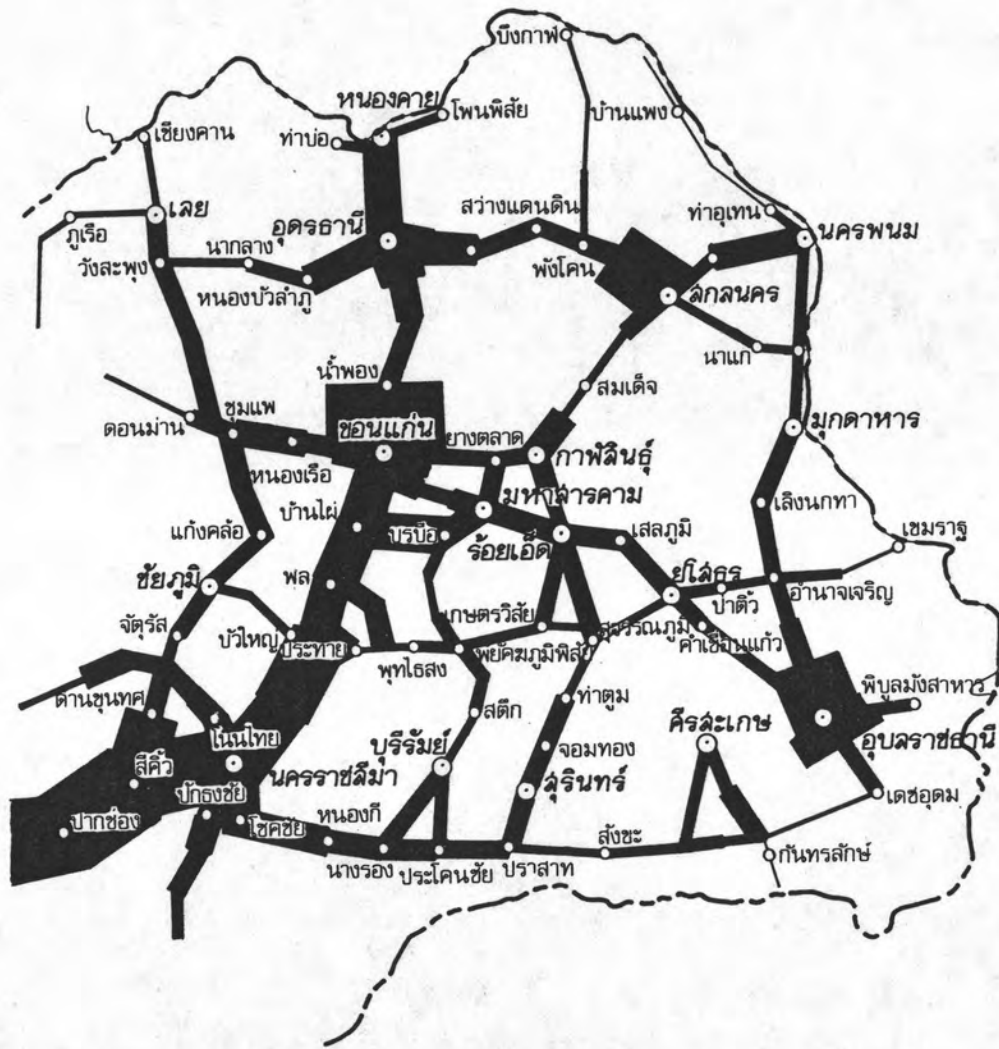 บึงกาฬ
หนองคาย
โพนพิสัย
บ้านแพง
เชียงคาน
ท่าบ่อ
เลย
ภูเรือ
อุดรธานี
สว่างแดนดิน
ท่าอุเทน
นครพนม
วังสะพุง
นากลาง
พังโคน
หนองบัวลำภู
สกลนคร
นาแก
น้ำพอง
สมเด็จ
ชุมแพ
ดอนม่าน
ขอนแก่น
ยางตลาด
กาฬสินธุ์
มุกดาหาร
หนองเรือ
มหาสารคาม
บ้านไผ่
เลิงนกทา
แก้งคล้อ
บรบือ
ร้อยเอ็ด
เสลภูมิ
เขมราฐ
ชัยภูมิ
พล
ยโสธร
ป่าติ้ว
อำนาจเจริญ
เกษตรวิสัย
จัตุรัส
บัวใหญ่
ประทาย
พุทไธสง
พยัคฆภูมิพิสัย
สุวรรณภูมิ
คำเขื่อนแก้ว
ด่านขุนทศ
พิบูลมังสาหาร
ท่าตูม
สตึก
โนนไทย
บุรีรัมย์
จอมทอง
ศรีสะเกษ
อุบลราชธานี
สีคิ้ว
นครราชสีมา
สุรินทร์
เดชอุดม
ปักธงชัย
ปากช่อง
โชคชัย
หนองกี่
สังขะ
นางรอง
ประโคนชัย
ปราสาท
กันทรลักษ์